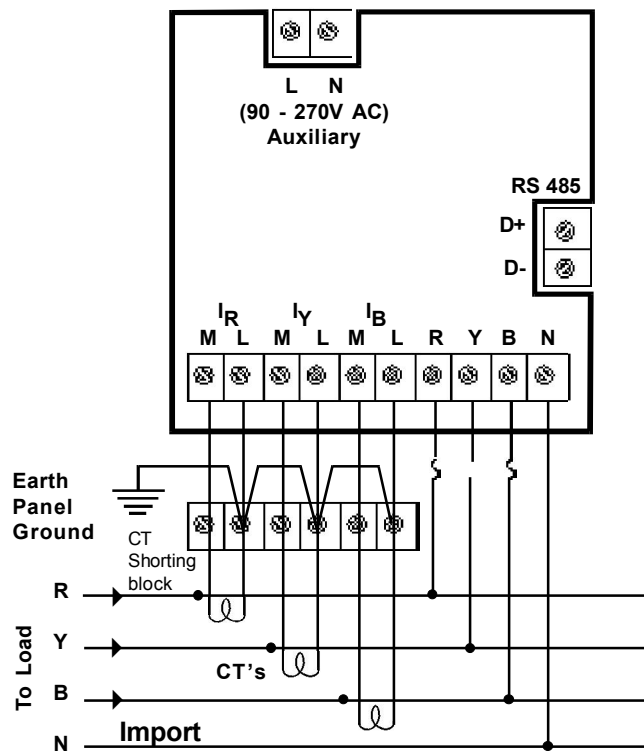 L N
(90 - 270V AC)
Auxiliary
RS 485
D+
D-
IR IY IB
M L M L M L R Y B N
Earth
Panel
Ground
CT
Shorting
block
To Load
R
Y
CT's
B
Import
N